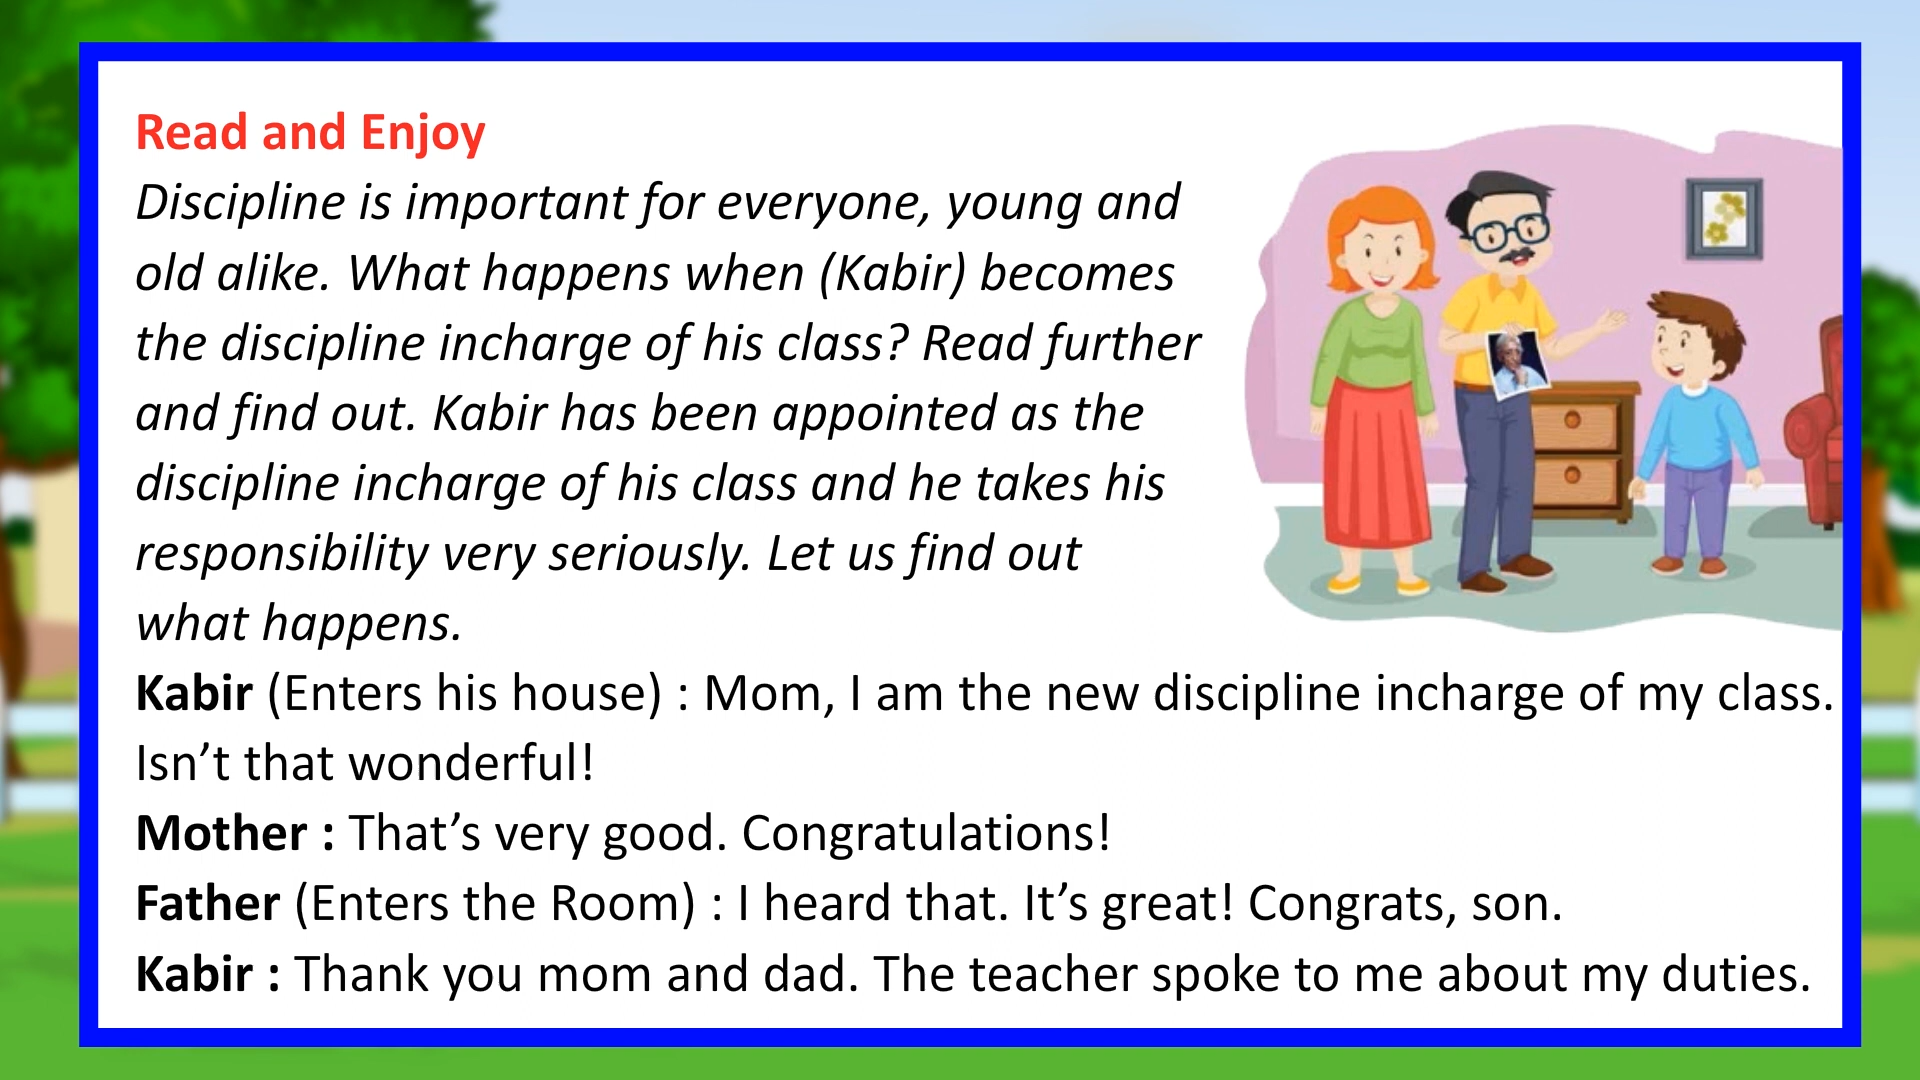 Read and Enjoy
Discipline is important for everyone, young and
old alike. What happens when (Kabir) becomes
the discipline incharge of his class? Read further
and find out. Kabir has been appointed as the
discipline incharge of his class and he takes his
responsibility very seriously. Let us find out
what happens.
Kabir (Enters his house) : Mom, I am the new discipline incharge of my class.
Isn’t that wonderful!
Mother : That’s very good. Congratulations!
Father (Enters the Room) : I heard that. It’s great! Congrats, son.
Kabir : Thank you mom and dad. The teacher spoke to me about my duties.